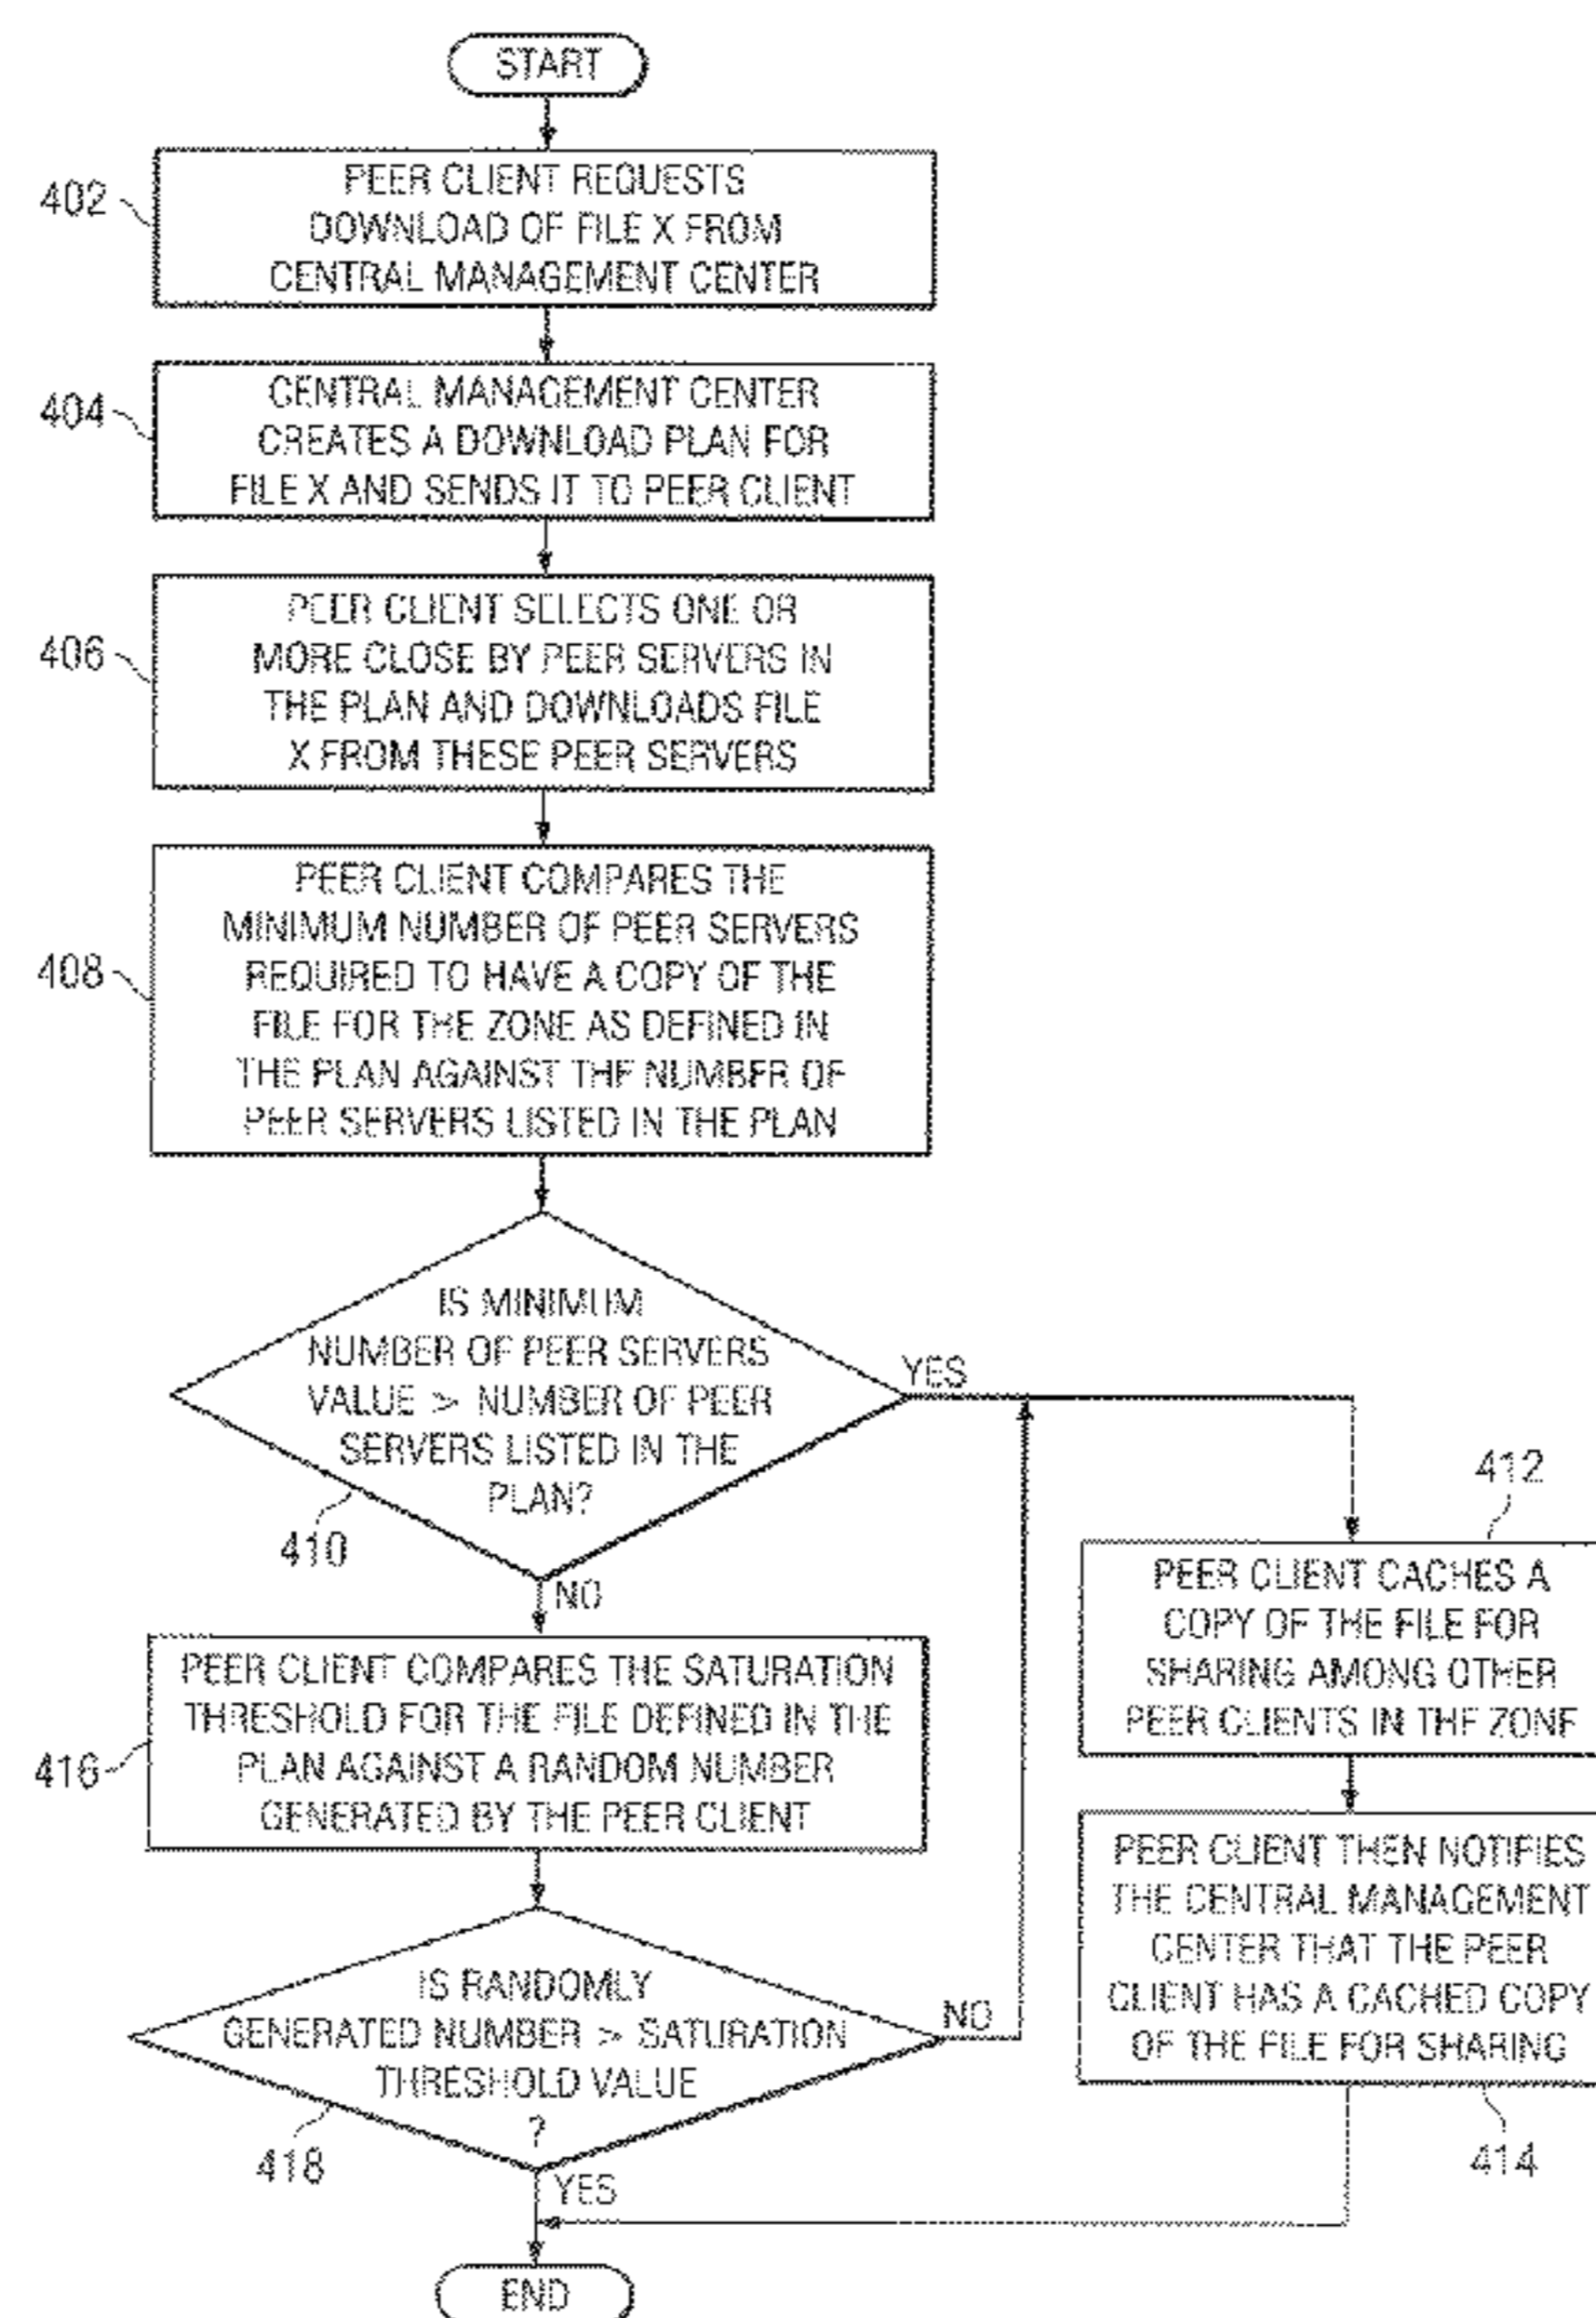 START
402
PEER CLIENT REQUESTS
DOWNLOAD OF FILE X FROM
CENTRAL MANAGEMENT CENTER
404
CENTRAL MANAGEMENT CENTER
CREATES A DOWNLOAD PLAN FOR
FILE X AND SENDS IT TO PEER CLIENT
406
PEER CLIENT SELECTS ONE OR
MORE CLOSE BY PEER SERVERS IN
THE PLAN AND DOWNLOADS FILE
X FROM THESE PEER SERVERS
408
PEER CLIENT COMPARES THE
MINIMUM NUMBER OF PEER SERVERS
REQUIRED TO HAVE A COPY OF THE
FILE FOR THE ZONE AS DEFINED IN
THE PLAN AGAINST THE NUMBER OF
PEER SERVERS LISTED IN THE PLAN
IS MINIMUM
NUMBER OF PEER SERVERS
VALUE > NUMBER OF PEER
SERVERS LISTED IN THE
PLAN?
410
YES
NO
412
PEER CLIENT CACHES A
COPY OF THE FILE FOR
SHARING AMONG OTHER
PEER CLIENTS IN THE ZONE
416
PEER CLIENT COMPARES THE SATURATION
THRESHOLD FOR THE FILE DEFINED IN THE
PLAN AGAINST A RANDOM NUMBER
GENERATED BY THE PEER CLIENT
PEER CLIENT THEN NOTIFIES
THE CENTRAL MANAGEMENT
CENTER THAT THE PEER
CLIENT HAS A CACHED COPY
OF THE FILE FOR SHARING
414
IS RANDOMLY
GENERATED NUMBER > SATURATION
THRESHOLD VALUE
?
418
NO
YES
END